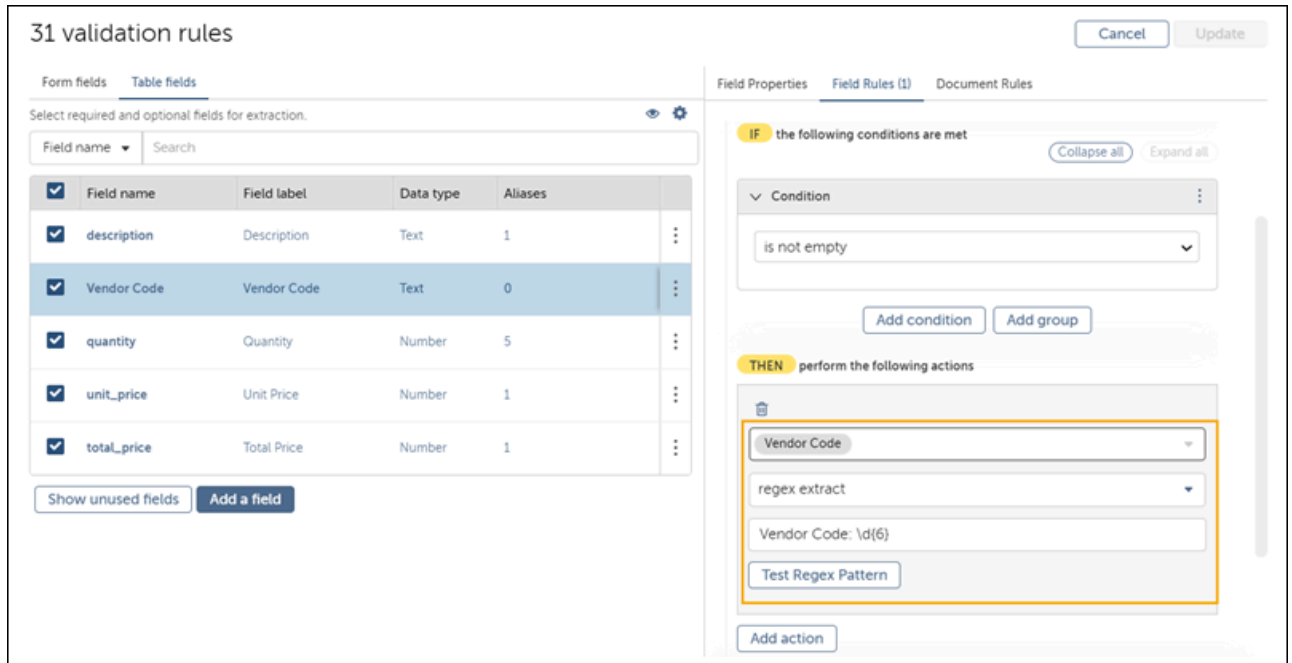 31 validation rules
Cancel
Update
Form fields
Table fields
Select required and optional fields for extraction.
Field name
Search
Field name Field label Data type Aliases
description Description Text 1
Vendor Code Vendor Code Text 0
quantity Quantity Number 5
unit_price Unit Price Number 1
total_price Total Price Number 1
Show unused fields
Add a field
Field Properties
Field Rules (1)
Document Rules
IF the following conditions are met
Collapse all
Expand all
Condition
is not empty
Add condition
Add group
THEN perform the following actions
Vendor Code
regex extract
Vendor Code: \d{6}
Test Regex Pattern
Add action